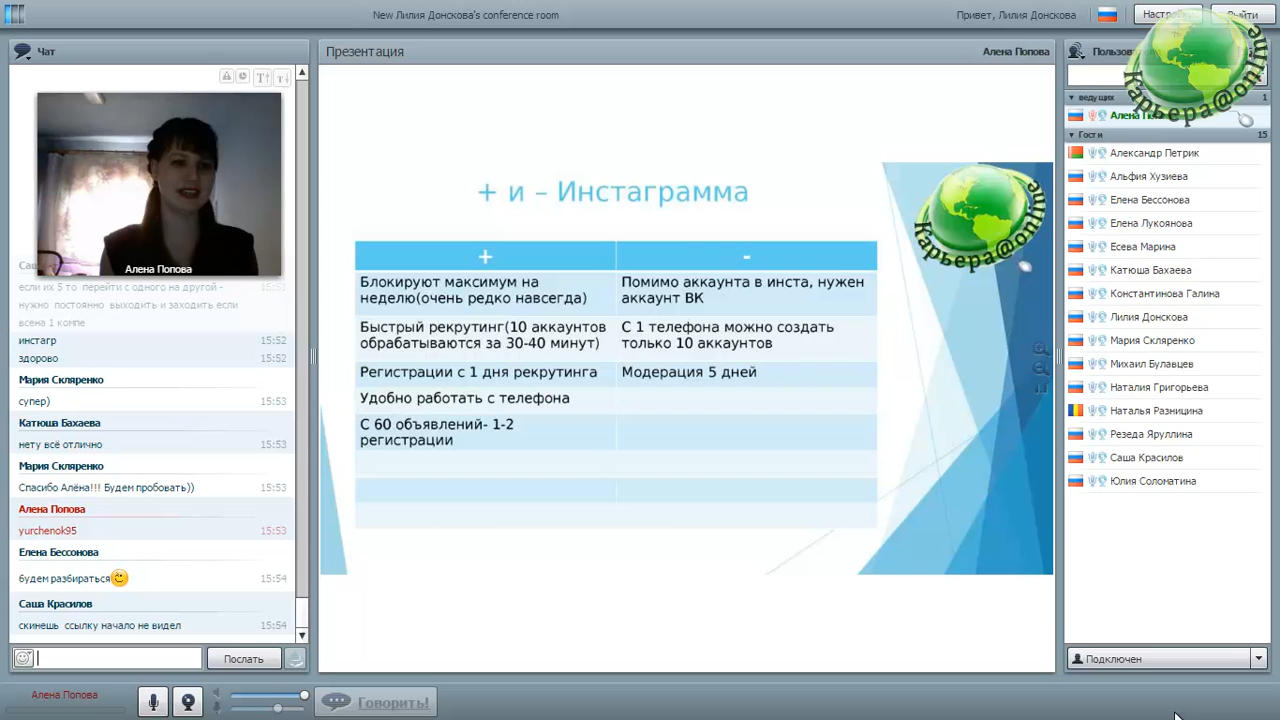 New Лилия Донскова's conference room
Привет, Лилия Донскова
Выйти
Чат
Алена Попова
если их 5 то перейти с одного на другой -
нужно постоянно выходить и заходить если
всена 1 компе
инстагр 15:52
здорово 15:52
Мария Скляренко
супер) 15:53
Катюша Бахаева
нету всё отлично 15:53
Мария Скляренко
Спасибо Алёна!!! Будем пробовать)) 15:53
Алена Попова
yurchenok95 15:53
Елена Бессонова
будем разбираться 15:54
Саша Красилов
скинешь ссылку начало не видел 15:54
Послать
Презентация
Алена Попова
+ и – Инстаграмма
+ -
Блокируют максимум на
неделю(очень редко навсегда)
Помимо аккаунта в инста, нужен
аккаунт ВК
Быстрый рекрутинг(10 аккаунтов
обрабатываются за 30-40 минут)
С 1 телефона можно создать
только 10 аккаунтов
Регистрации с 1 дня рекрутинга
Модерация 5 дней
Удобно работать с телефона
С 60 объявлений- 1-2
регистрации
Карьера@online
Карьера@online
ведущих 1
Гости 15
Александр Петрик
Альфия Хузиева
Елена Бессонова
Елена Лукоянова
Есева Марина
Катюша Бахаева
Константинова Галина
Лилия Донскова
Мария Скляренко
Михаил Булавцев
Наталия Григорьева
Наталья Разницина
Резеда Яруллина
Саша Красилов
Юлия Соломатина
Подключен
Алена Попова
Говорить!